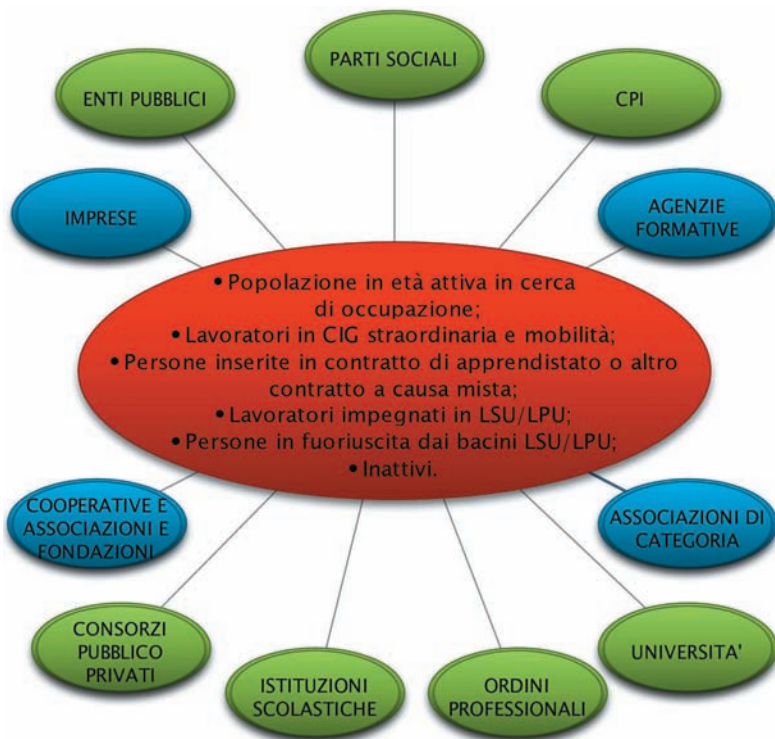 PARTI SOCIALI
ENTI PUBBLICI
CPI
IMPRESE
AGENZIE
FORMATIVE
• Popolazione in età attiva in cerca
di occupazione;
• Lavoratori in CIG straordinaria e mobilità;
• Persone inserite in contratto di apprendistato o altro
contratto a causa mista;
• Lavoratori impegnati in LSU/LPU;
• Persone in fuoriuscita dai bacini LSU/LPU;
• Inattivi.
COOPERATIVE E
ASSOCIAZIONI E
FONDAZIONI
ASSOCIAZIONI DI
CATEGORIA
CONSORZI
PUBBLICO
PRIVATI
ISTITUZIONI
SCOLASTICHE
ORDINI
PROFESSIONALI
UNIVERSITA'